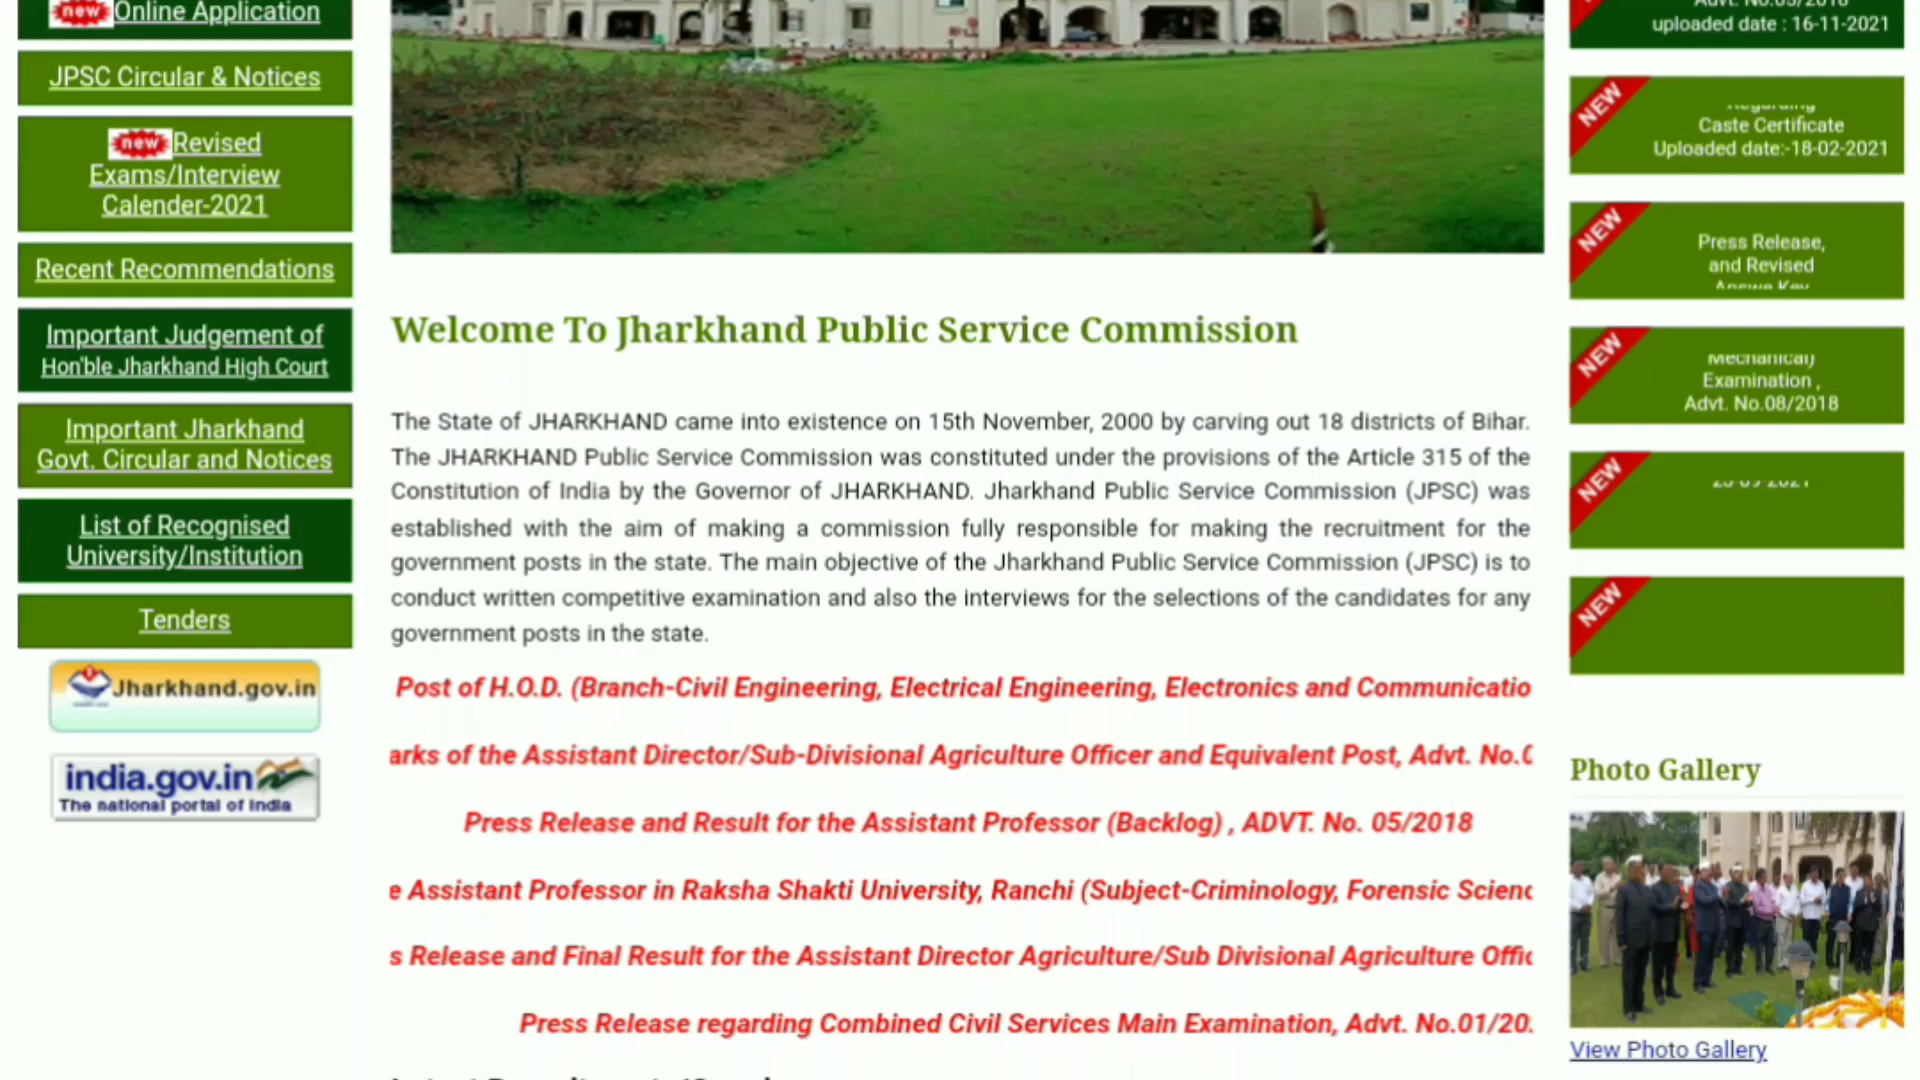 new Online Application
JPSC Circular & Notices
new Revised
Exams/Interview
Calender-2021
Recent Recommendations
Important Judgement of
Hon'ble Jharkhand High Court
Important Jharkhand
Govt. Circular and Notices
List of Recognised
University/Institution
Tenders
Jharkhand.gov.in
india.gov.in
The national portal of India
Welcome To Jharkhand Public Service Commission
The State of JHARKHAND came into existence on 15th November, 2000 by carving out 18 districts of Bihar.
The JHARKHAND Public Service Commission was constituted under the provisions of the Article 315 of the
Constitution of India by the Governor of JHARKHAND. Jharkhand Public Service Commission (JPSC) was
established with the aim of making a commission fully responsible for making the recruitment for the
government posts in the state. The main objective of the Jharkhand Public Service Commission (JPSC) is to
conduct written competitive examination and also the interviews for the selections of the candidates for any
government posts in the state.
Post of H.O.D. (Branch-Civil Engineering, Electrical Engineering, Electronics and Communicatio
arks of the Assistant Director/Sub-Divisional Agriculture Officer and Equivalent Post, Advt. No.
Press Release and Result for the Assistant Professor (Backlog) , ADVT. No. 05/2018
e Assistant Professor in Raksha Shakti University, Ranchi (Subject-Criminology, Forensic Scienc
s Release and Final Result for the Assistant Director Agriculture/Sub Divisional Agriculture Offic
Press Release regarding Combined Civil Services Main Examination, Advt. No.01/20
uploaded date : 16-11-2021
NEW
Regarding
Caste Certificate
Uploaded date:-18-02-2021
NEW
Press Release,
and Revised
Answe Key
NEW
Mechanical)
Examination ,
Advt. No.08/2018
NEW
NEW
Photo Gallery
View Photo Gallery